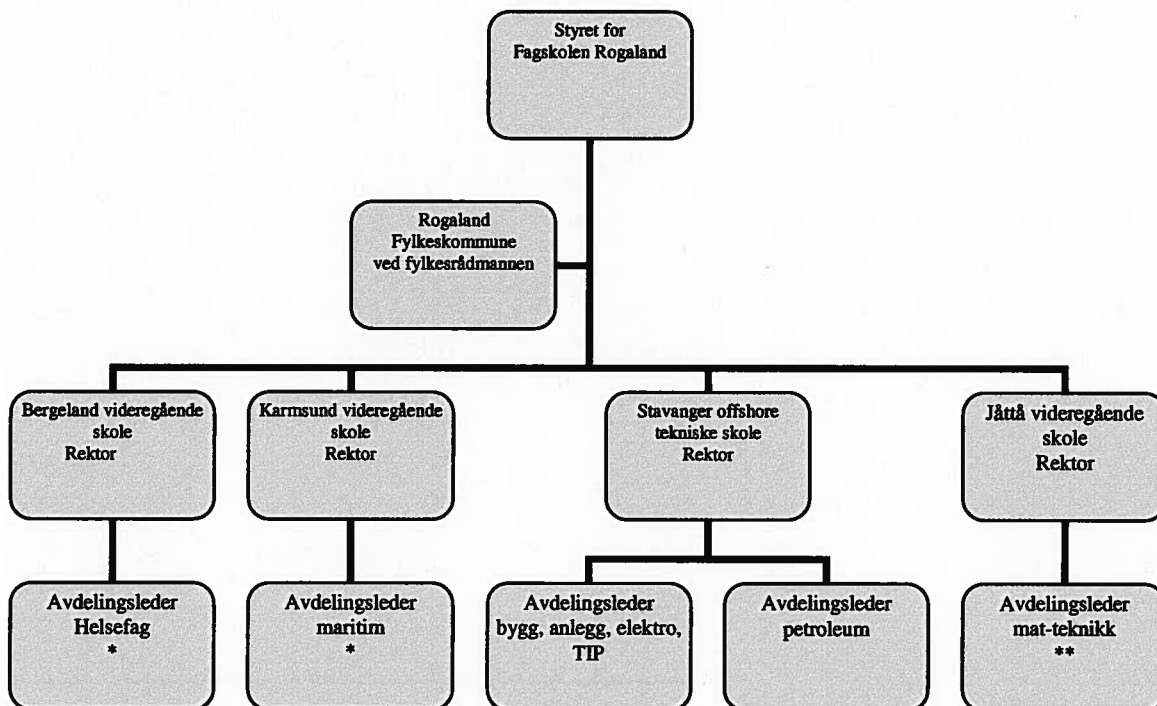 Styret for
Fagskolen Rogaland
Rogaland
Fylkeskommune
ved fylkesrådmannen
Bergeland videregående
skole
Rektor
Karmsund videregående
skole
Rektor
Stavanger offshore
tekniske skole
Rektor
Jåttå videregående
skole
Rektor
Avdelingsleder
Helsefag
*
Avdelingsleder
maritim
*
Avdelingsleder
bygg, anlegg, elektro,
TIP
Avdelingsleder
petroleum
Avdelingsleder
mat-teknikk
**